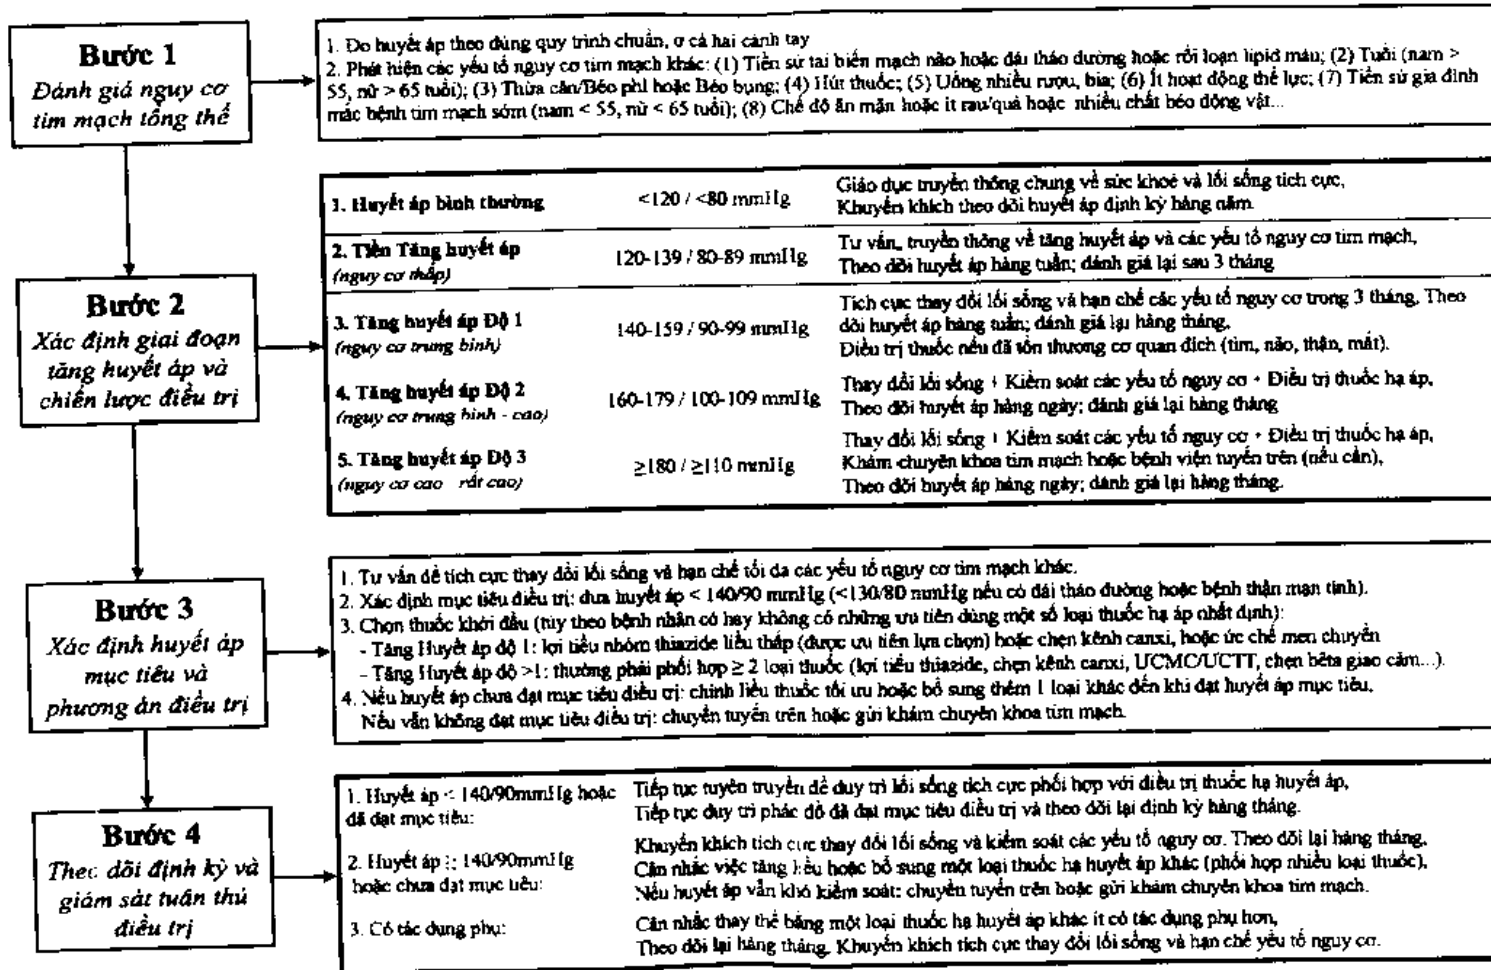 Bước 1
Đánh giá nguy cơ
tim mạch tổng thể
1. Đo huyết áp theo đúng quy trình chuẩn, ở cả hai cánh tay
2. Phát hiện các yếu tố nguy cơ tim mạch khác: (1) Tiền sử tai biến mạch não hoặc đái tháo đường hoặc rối loạn lipid máu; (2) Tuổi (nam >
55, nữ > 65 tuổi); (3) Thừa cân/Béo phì hoặc Béo bụng; (4) Hút thuốc; (5) Uống nhiều rượu, bia; (6) Ít hoạt động thể lực; (7) Tiền sử gia đình
mắc bệnh tim mạch sớm (nam < 55, nữ < 65 tuổi); (8) Chế độ ăn mặn hoặc ít rau/quả hoặc nhiều chất béo động vật...
Bước 2
Xác định giai đoạn
tăng huyết áp và
chiến lược điều trị
1. Huyết áp bình thường <120 / <80 mmHg Giáo dục truyền thông chung về sức khoẻ và lối sống tích cực,
Khuyến khích theo dõi huyết áp định kỳ hàng năm.
2. Tiền Tăng huyết áp
(nguy cơ thấp) 120-139 / 80-89 mmHg Tư vấn, truyền thông về tăng huyết áp và các yếu tố nguy cơ tim mạch,
Theo dõi huyết áp hàng tuần; đánh giá lại sau 3 tháng
3. Tăng huyết áp Độ 1
(nguy cơ trung bình) 140-159 / 90-99 mmHg Tích cực thay đổi lối sống và hạn chế các yếu tố nguy cơ trong 3 tháng, Theo
dõi huyết áp hàng tuần; đánh giá lại hàng tháng,
Điều trị thuốc nếu đã tổn thương cơ quan đích (tim, não, thận, mắt).
4. Tăng huyết áp Độ 2
(nguy cơ trung bình - cao) 160-179 / 100-109 mmHg Thay đổi lối sống + Kiểm soát các yếu tố nguy cơ + Điều trị thuốc hạ áp,
Theo dõi huyết áp hàng ngày; đánh giá lại hàng tháng
5. Tăng huyết áp Độ 3
(nguy cơ cao rất cao) ≥180 / ≥110 mmHg Thay đổi lối sống + Kiểm soát các yếu tố nguy cơ + Điều trị thuốc hạ áp,
Khám chuyên khoa tim mạch hoặc bệnh viện tuyến trên (nếu cần),
Theo dõi huyết áp hàng ngày; đánh giá lại hàng tháng.
Bước 3
Xác định huyết áp
mục tiêu và
phương án điều trị
1. Tư vấn để tích cực thay đổi lối sống và hạn chế tối đa các yếu tố nguy cơ tim mạch khác.
2. Xác định mục tiêu điều trị: đưa huyết áp < 140/90 mmHg (<130/80 mmHg nếu có đái tháo đường hoặc bệnh thận mạn tính).
3. Chọn thuốc khởi đầu (tùy theo bệnh nhân có hay không có những ưu tiên dùng một số loại thuốc hạ áp nhất định):
- Tăng Huyết áp độ 1: lợi tiểu nhóm thiazide liều thấp (được ưu tiên lựa chọn) hoặc chẹn kênh canxi, hoặc ức chế men chuyển
- Tăng Huyết áp độ >1: thường phải phối hợp ≥ 2 loại thuốc (lợi tiểu thiazide, chẹn kênh canxi, UCMC/UCTT, chẹn bêta giao cảm...).
4. Nếu huyết áp chưa đạt mục tiêu điều trị: chỉnh liều thuốc tối ưu hoặc bổ sung thêm 1 loại khác đến khi đạt huyết áp mục tiêu,
Nếu vẫn không đạt mục tiêu điều trị: chuyển tuyến trên hoặc gửi khám chuyên khoa tim mạch.
Bước 4
Theo dõi định kỳ và
giám sát tuân thủ
điều trị
1. Huyết áp < 140/90mmHg hoặc
đã đạt mục tiêu: Tiếp tục tuyên truyền để duy trì lối sống tích cực phối hợp với điều trị thuốc hạ huyết áp,
Tiếp tục duy trì phác đồ đã đạt mục tiêu điều trị và theo dõi lại định kỳ hàng tháng.
2. Huyết áp 140/90mmHg
hoặc chưa đạt mục tiêu: Khuyến khích tích cực thay đổi lối sống và kiểm soát các yếu tố nguy cơ. Theo dõi lại hàng tháng,
Cân nhắc việc tăng liều hoặc bổ sung một loại thuốc hạ huyết áp khác (phối hợp nhiều loại thuốc),
Nếu huyết áp vẫn khó kiểm soát: chuyển tuyến trên hoặc gửi khám chuyên khoa tim mạch.
3. Có tác dụng phụ: Cân nhắc thay thế bằng một loại thuốc hạ huyết áp khác ít có tác dụng phụ hơn,
Theo dõi lại hàng tháng, Khuyến khích tích cực thay đổi lối sống và hạn chế yếu tố nguy cơ.